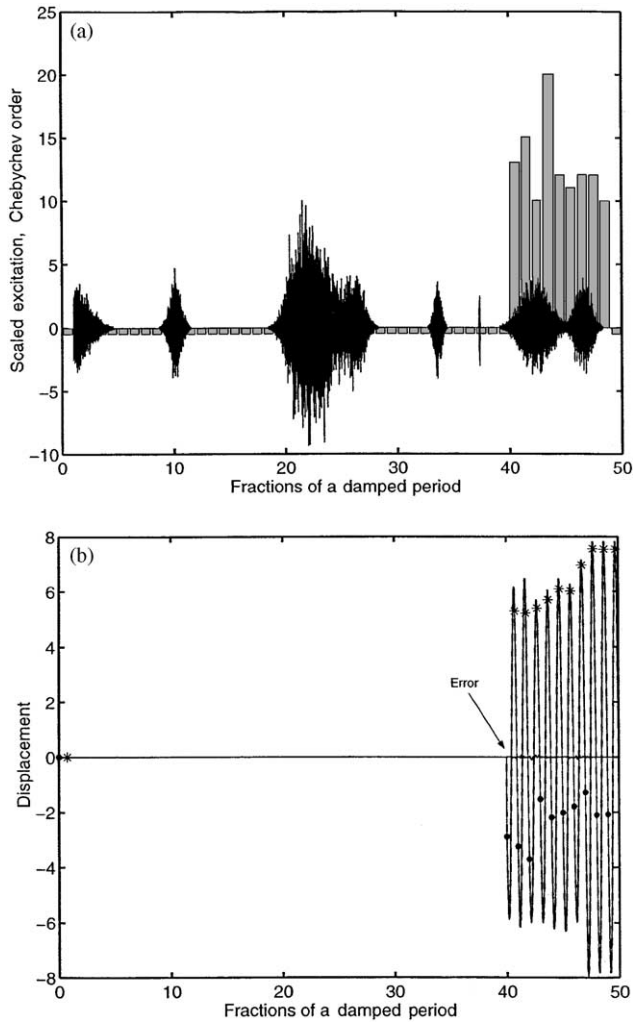 (a)
Scaled excitation, Chebychev order
25
20
15
10
5
0
−5
−10
0 10 20 30 40 50
Fractions of a damped period
(b)
Displacement
8
6
4
2
0
−2
−4
−6
−8
Error
0 10 20 30 40 50
Fractions of a damped period